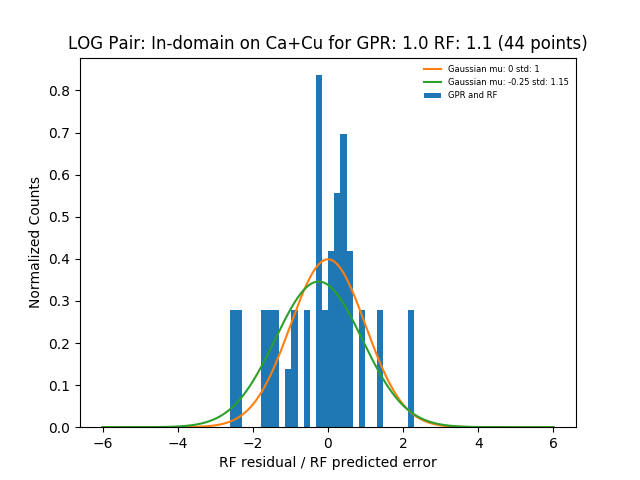 LOG Pair: In-domain on Ca+Cu for GPR: 1.0 RF: 1.1 (44 points)
Gaussian mu: 0 std: 1
Gaussian mu: -0.25 std: 1.15
GPR and RF
Normalized Counts
0.8
0.7
0.6
0.5
0.4
0.3
0.2
0.1
0.0
−6 −4 −2 0 2 4 6
RF residual / RF predicted error